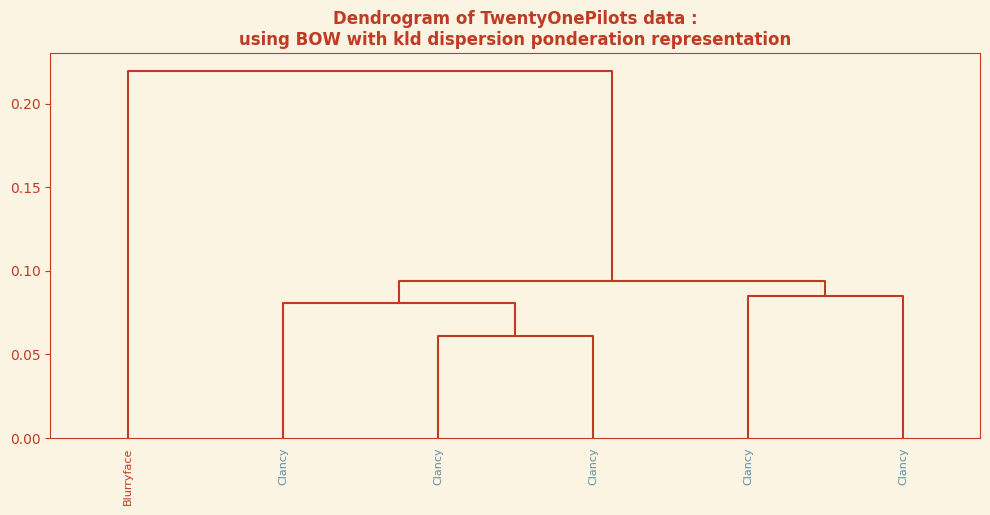 Dendrogram of TwentyOnePilots data :
using BOW with kld dispersion ponderation representation
0.20
0.15
0.10
0.05
0.00
Blurryface
Clancy
Clancy
Clancy
Clancy
Clancy